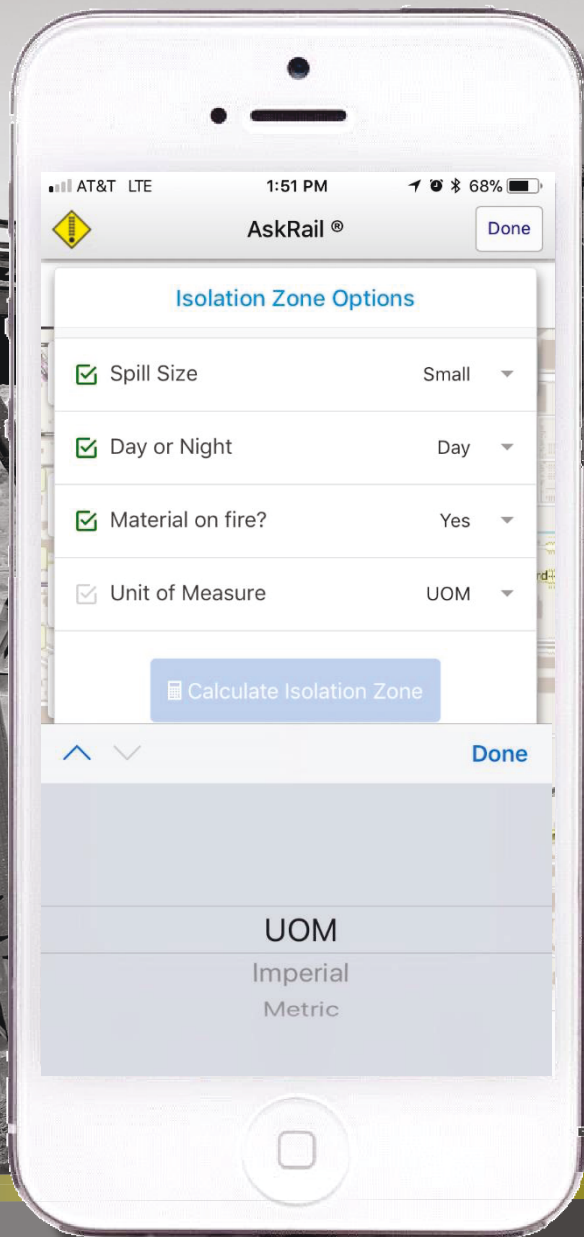 AT&T LTE 1:51 PM 68%
AskRail ® Done
Isolation Zone Options
Spill Size Small
Day or Night Day
Material on fire? Yes
Unit of Measure UOM
Calculate Isolation Zone
Done
UOM
Imperial
Metric